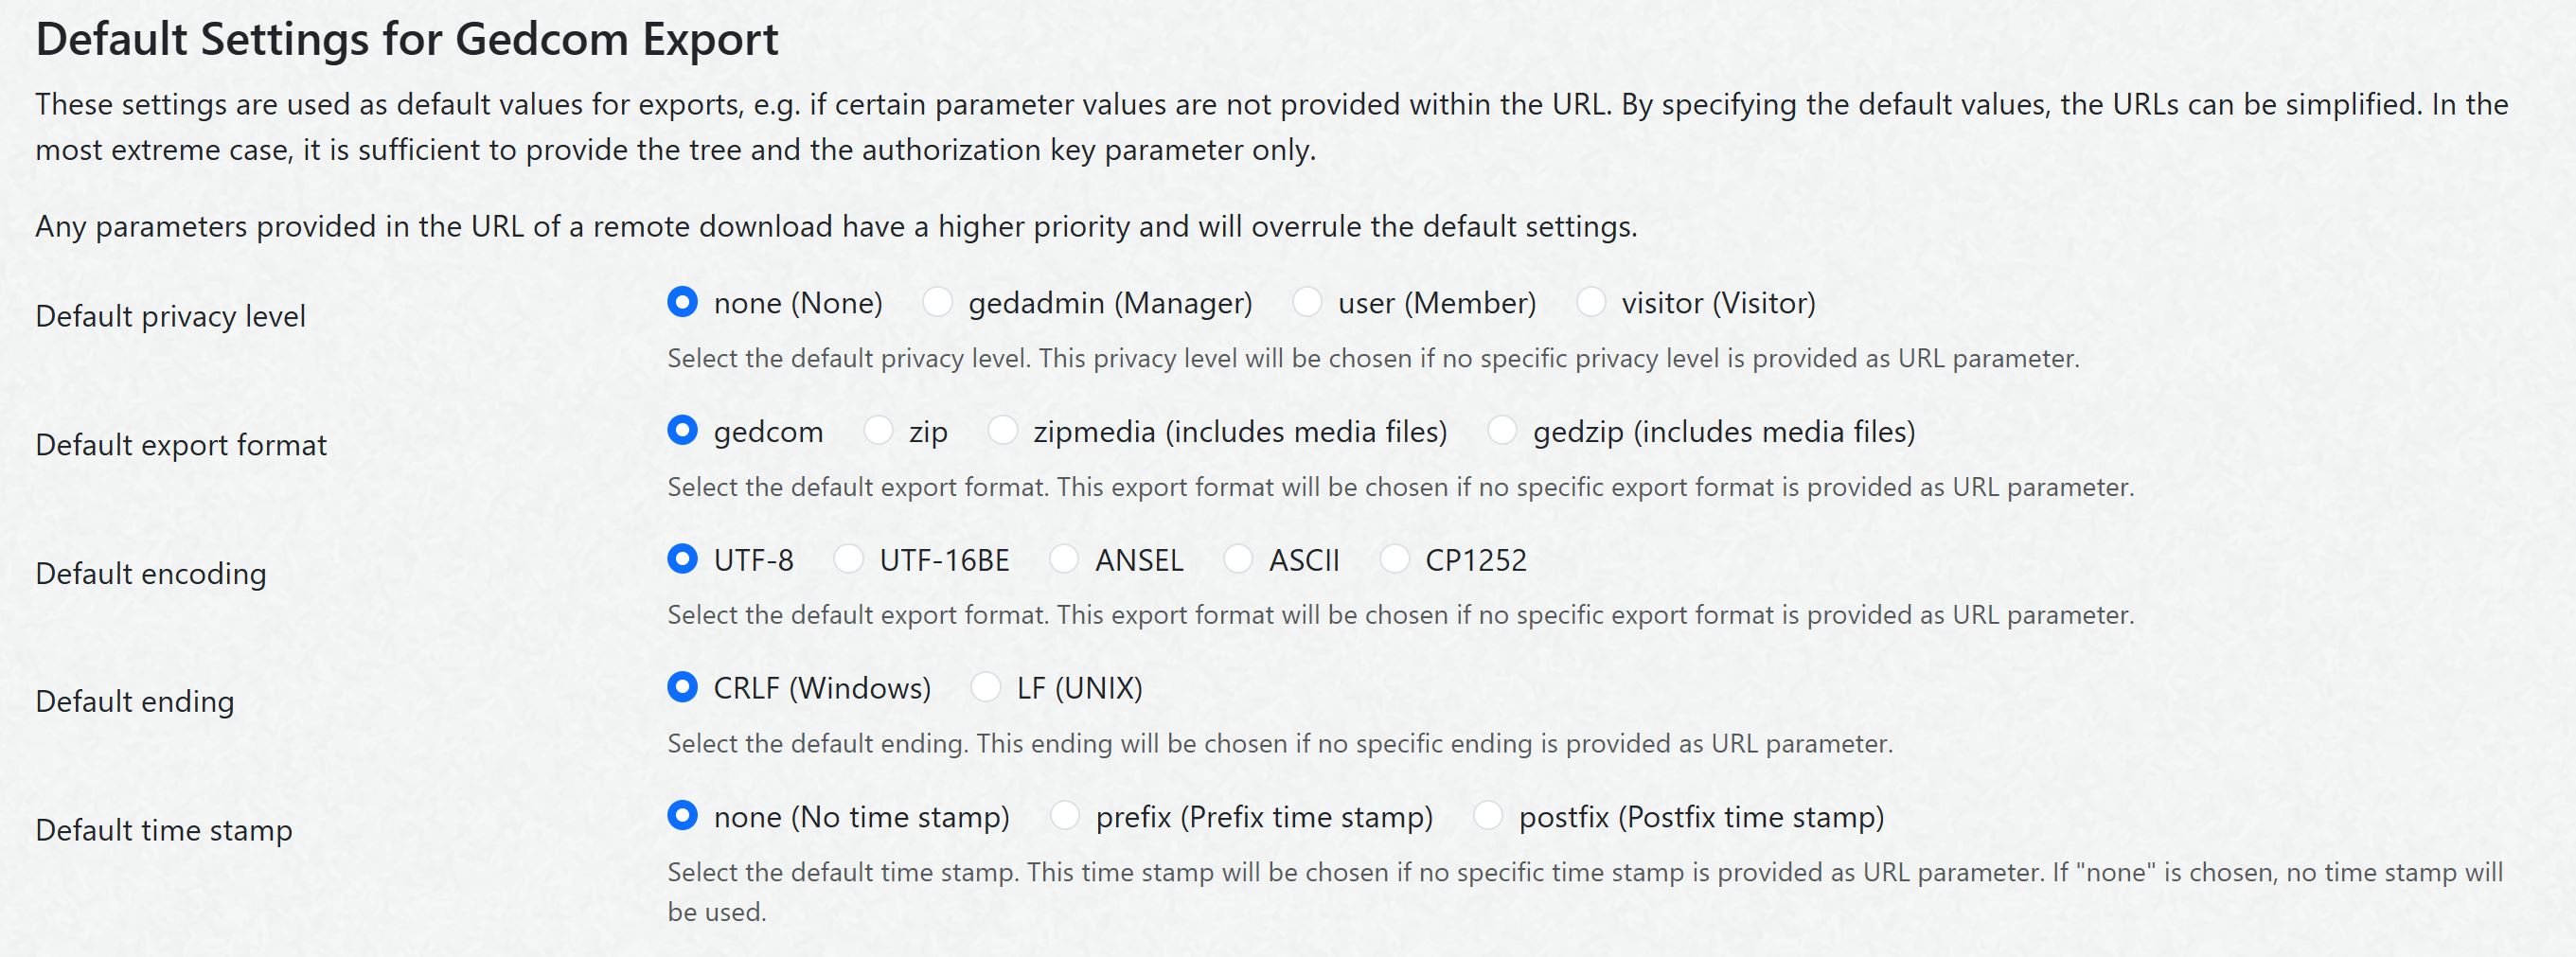 Default Settings for Gedcom Export
These settings are used as default values for exports, e.g. if certain parameter values are not provided within the URL. By specifying the default values, the URLs can be simplified. In the
most extreme case, it is sufficient to provide the tree and the authorization key parameter only.
Any parameters provided in the URL of a remote download have a higher priority and will overrule the default settings.
Default privacy level
none (None) gedadmin (Manager) user (Member) visitor (Visitor)
Select the default privacy level. This privacy level will be chosen if no specific privacy level is provided as URL parameter.
Default export format
gedcom zip zipmedia (includes media files) gedzip (includes media files)
Select the default export format. This export format will be chosen if no specific export format is provided as URL parameter.
Default encoding
UTF-8 UTF-16BE ANSEL ASCII CP1252
Select the default export format. This export format will be chosen if no specific export format is provided as URL parameter.
Default ending
CRLF (Windows) LF (UNIX)
Select the default ending. This ending will be chosen if no specific ending is provided as URL parameter.
Default time stamp
none (No time stamp) prefix (Prefix time stamp) postfix (Postfix time stamp)
Select the default time stamp. This time stamp will be chosen if no specific time stamp is provided as URL parameter. If "none" is chosen, no time stamp will
be used.